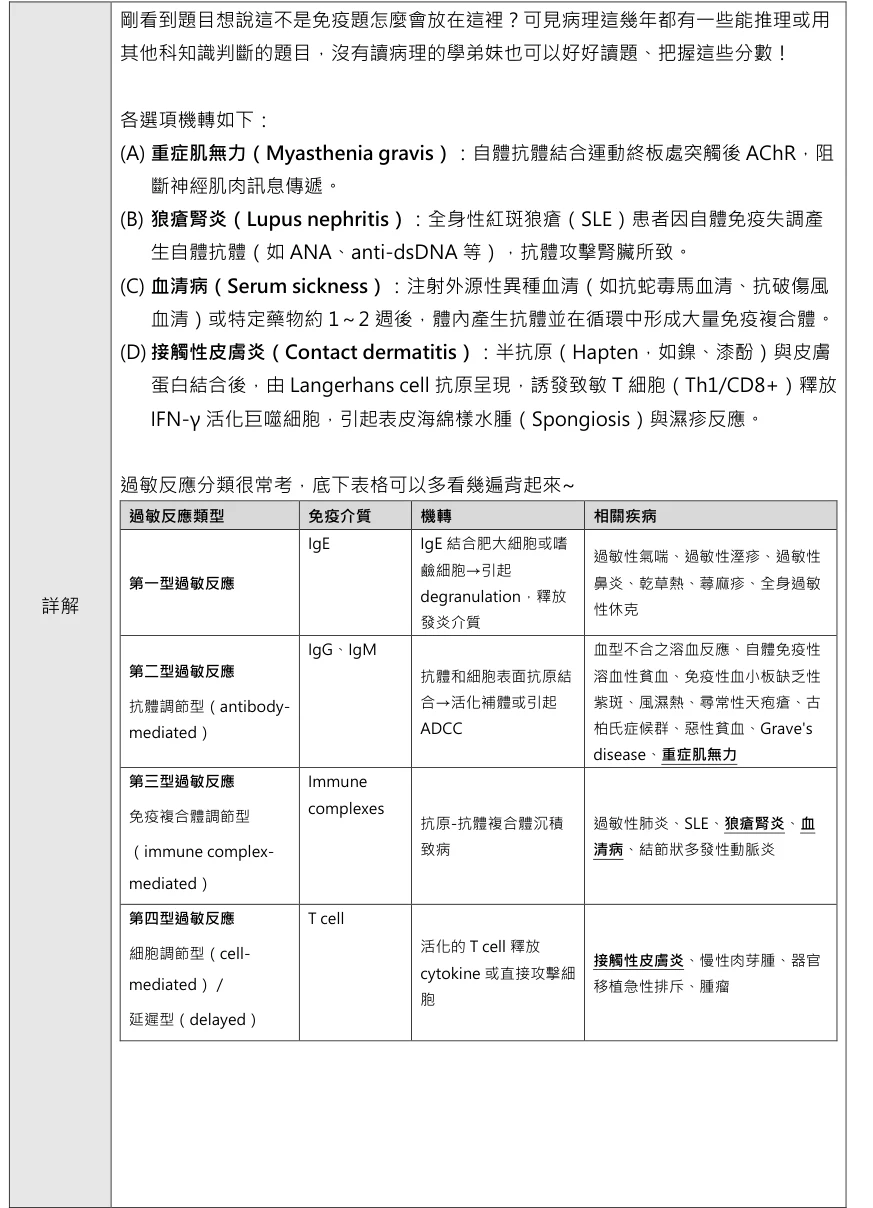 剛看到題目想說這不是免疫題怎麼會放在這裡？可見病理這幾年都有一些能推理或用
其他科知識判斷的題目，沒有讀病理的學弟妹也可以好好讀題、把握這些分數！
各選項機轉如下：
(A) 重症肌無力（Myasthenia gravis）：自體抗體結合運動終板處突觸後 AChR，阻
斷神經肌肉訊息傳遞。
(B) 狼瘡腎炎（Lupus nephritis）：全身性紅斑狼瘡（SLE）患者因自體免疫失調產
生自體抗體（如 ANA、anti-dsDNA 等），抗體攻擊腎臟所致。
(C) 血清病（Serum sickness）：注射外源性異種血清（如抗蛇毒馬血清、抗破傷風
血清）或特定藥物約 1～2 週後，體內產生抗體並在循環中形成大量免疫複合體。
(D) 接觸性皮膚炎（Contact dermatitis）：半抗原（Hapten，如鎳、漆酚）與皮膚
蛋白結合後，由 Langerhans cell 抗原呈現，誘發致敏 T 細胞（Th1/CD8+）釋放
IFN-γ 活化巨噬細胞，引起表皮海綿樣水腫（Spongiosis）與濕疹反應。
過敏反應分類很常考，底下表格可以多看幾遍背起來~
詳解
過敏反應類型
免疫介質
機轉
相關疾病
第一型過敏反應
IgE
IgE 結合肥大細胞或嗜
鹼細胞→引起
degranulation，釋放
發炎介質
過敏性氣喘、過敏性溼疹、過敏性
鼻炎、乾草熱、蕁麻疹、全身過敏
性休克
第二型過敏反應
抗體調節型（antibody-
mediated）
IgG、IgM
抗體和細胞表面抗原結
合→活化補體或引起
ADCC
血型不合之溶血反應、自體免疫性
溶血性貧血、免疫性血小板缺乏性
紫斑、風濕熱、尋常性天疱瘡、古
柏氏症候群、惡性貧血、Grave's
disease、重症肌無力
第三型過敏反應
免疫複合體調節型
（immune complex-
mediated）
Immune
complexes
抗原-抗體複合體沉積
致病
過敏性肺炎、SLE、狼瘡腎炎、血
清病、結節狀多發性動脈炎
第四型過敏反應
細胞調節型（cell-
mediated）/
延遲型（delayed）
T cell
活化的 T cell 釋放
cytokine 或直接攻擊細
胞
接觸性皮膚炎、慢性肉芽腫、器官
移植急性排斥、腫瘤